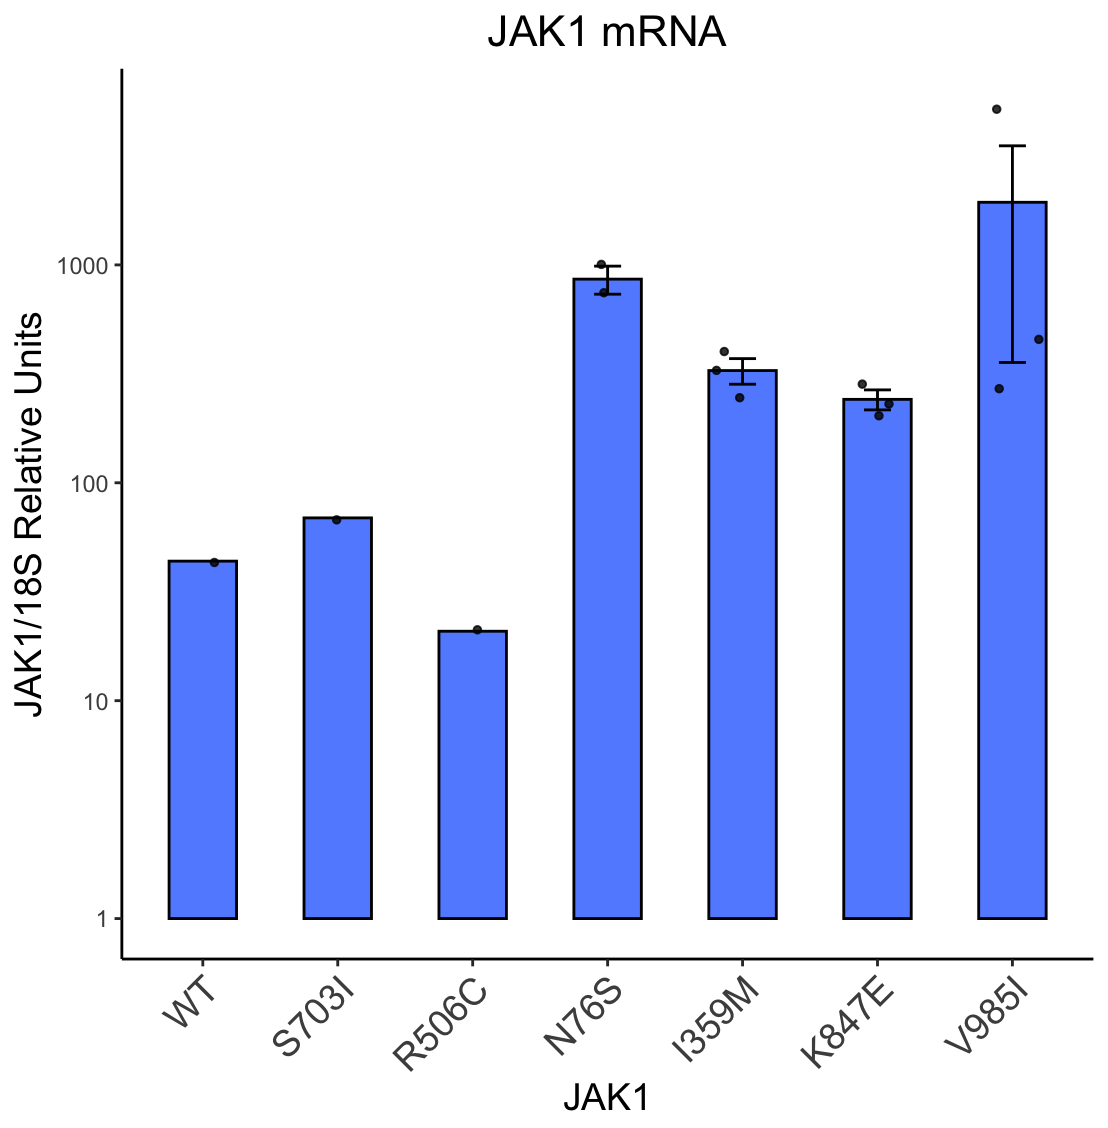 JAK1 mRNA
JAK1/18S Relative Units
1000
100
10
1
WT
S703I
R506C
N76S
I359M
K847E
V985I
JAK1